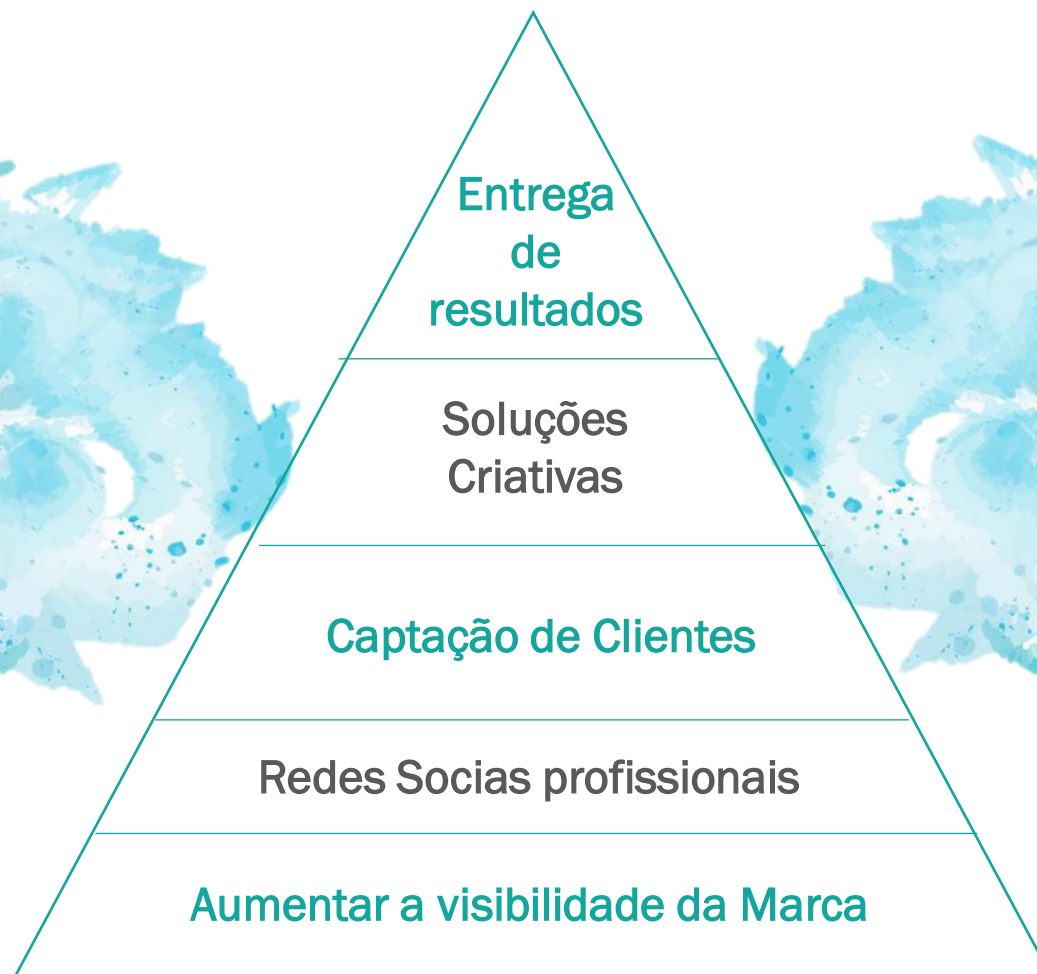 Entrega
de
resultados
Soluções
Criativas
Captação de Clientes
Redes Socias profissionais
Aumentar a visibilidade da Marca